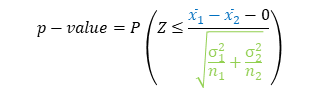 p − value = P ( Z ≤ (x̄₁ − x̄₂ − 0) / √(σ₁²/n₁ + σ₂²/n₂) )